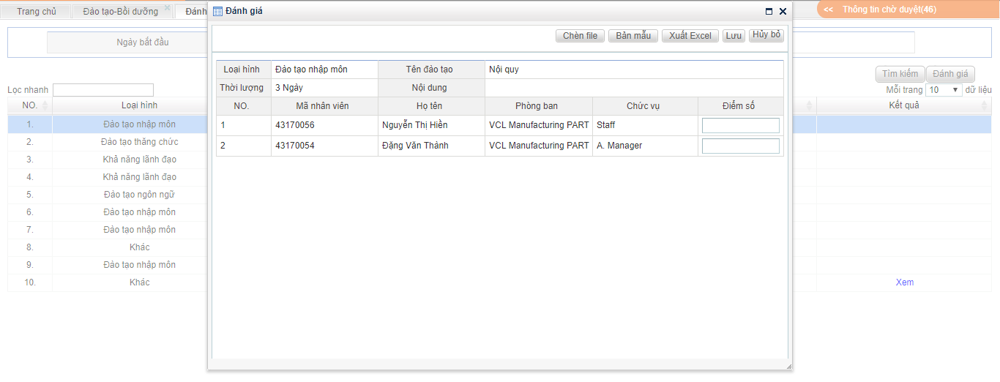 Trang chủ Đào tạo-Bồi dưỡng Đánh
<< Thông tin chờ duyệt(46)
Đánh giá
Chèn file Bản mẫu Xuất Excel Lưu Hủy bỏ
Ngày bắt đầu
Tìm kiếm Đánh giá
Lọc nhanh
Mỗi trang 10 dữ liệu
NO. Loại hình Kết quả
1. Đào tạo nhập môn
2. Đào tạo thăng chức
3. Khả năng lãnh đạo
4. Khả năng lãnh đạo
5. Đào tạo ngôn ngữ
6. Đào tạo nhập môn
7. Đào tạo nhập môn
8. Khác
9. Đào tạo nhập môn
10. Khác Xem
Loại hình Đào tạo nhập môn Tên đào tạo Nội quy
Thời lượng 3 Ngày Nội dung
NO. Mã nhân viên Họ tên Phòng ban Chức vụ Điểm số
1 43170056 Nguyễn Thị Hiền VCL Manufacturing PART Staff
2 43170054 Đặng Văn Thành VCL Manufacturing PART A. Manager